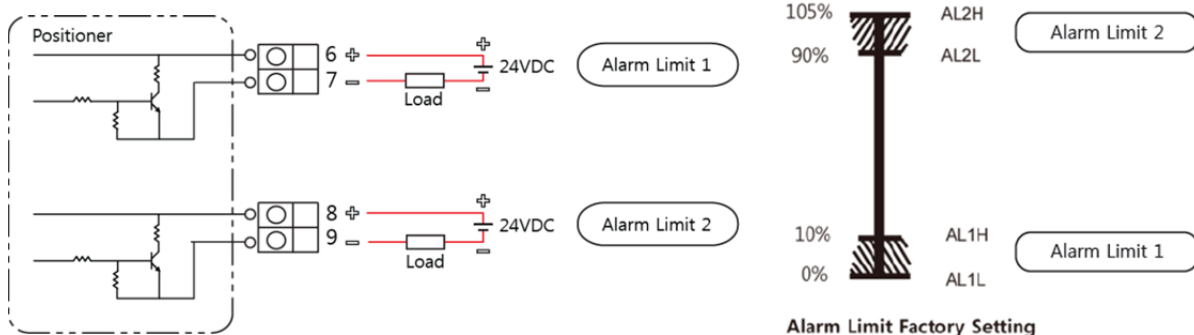 Positioner
6 + + 24VDC Alarm Limit 1
7 − Load −
8 + + 24VDC Alarm Limit 2
9 − Load −
105% AL2H Alarm Limit 2
90% AL2L
10% AL1H Alarm Limit 1
0% AL1L
Alarm Limit Factory Setting